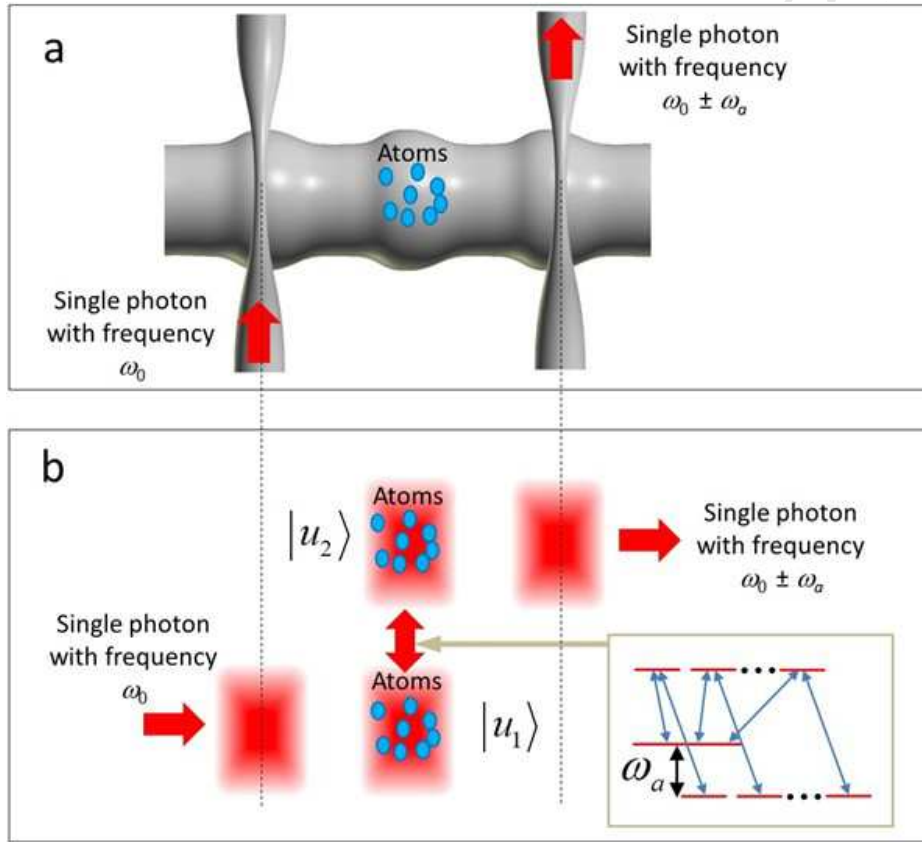 a
Single photon
with frequency
ω₀ ± ωₐ
Atoms
Single photon
with frequency
ω₀
b
Atoms
|u₂⟩
Single photon
with frequency
ω₀ ± ωₐ
Single photon
with frequency
ω₀
Atoms
|u₁⟩
ωₐ